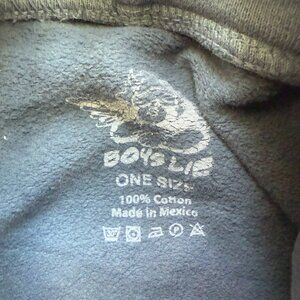 BOYS LIE
ONE SIZE
100% Cotton
Made in Mexico